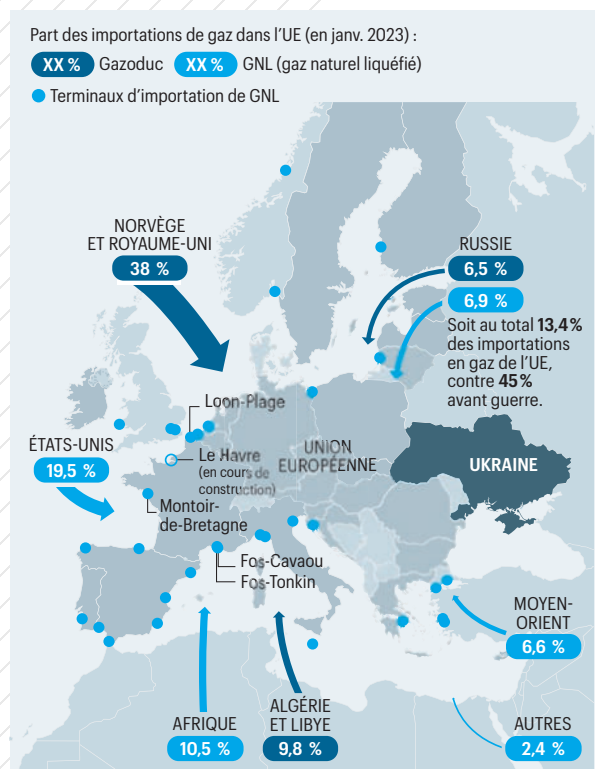 Part des importations de gaz dans l'UE (en janv. 2023) :
XX % Gazoduc XX % GNL (gaz naturel liquéfié)
Terminaux d'importation de GNL
NORVÈGE
ET ROYAUME-UNI
38 %
RUSSIE
6,5 %
6,9 %
Soit au total 13,4%
des importations
en gaz de l'UE,
contre 45%
avant guerre.
Loon-Plage
ÉTATS-UNIS
19,5 %
Le Havre
(en cours de
construction)
UNION
EUROPÉENNE
UKRAINE
Montoir-
de-Bretagne
Fos-Cavaou
Fos-Tonkin
MOYEN-
ORIENT
6,6 %
AFRIQUE
10,5 %
ALGÉRIE
ET LIBYE
9,8 %
AUTRES
2,4 %